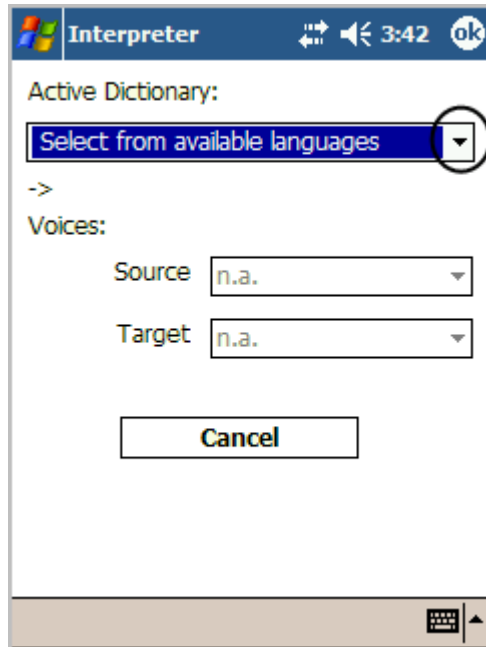 Interpreter 3:42 ok
Active Dictionary:
Select from available languages
->
Voices:
Source n.a.
Target n.a.
Cancel